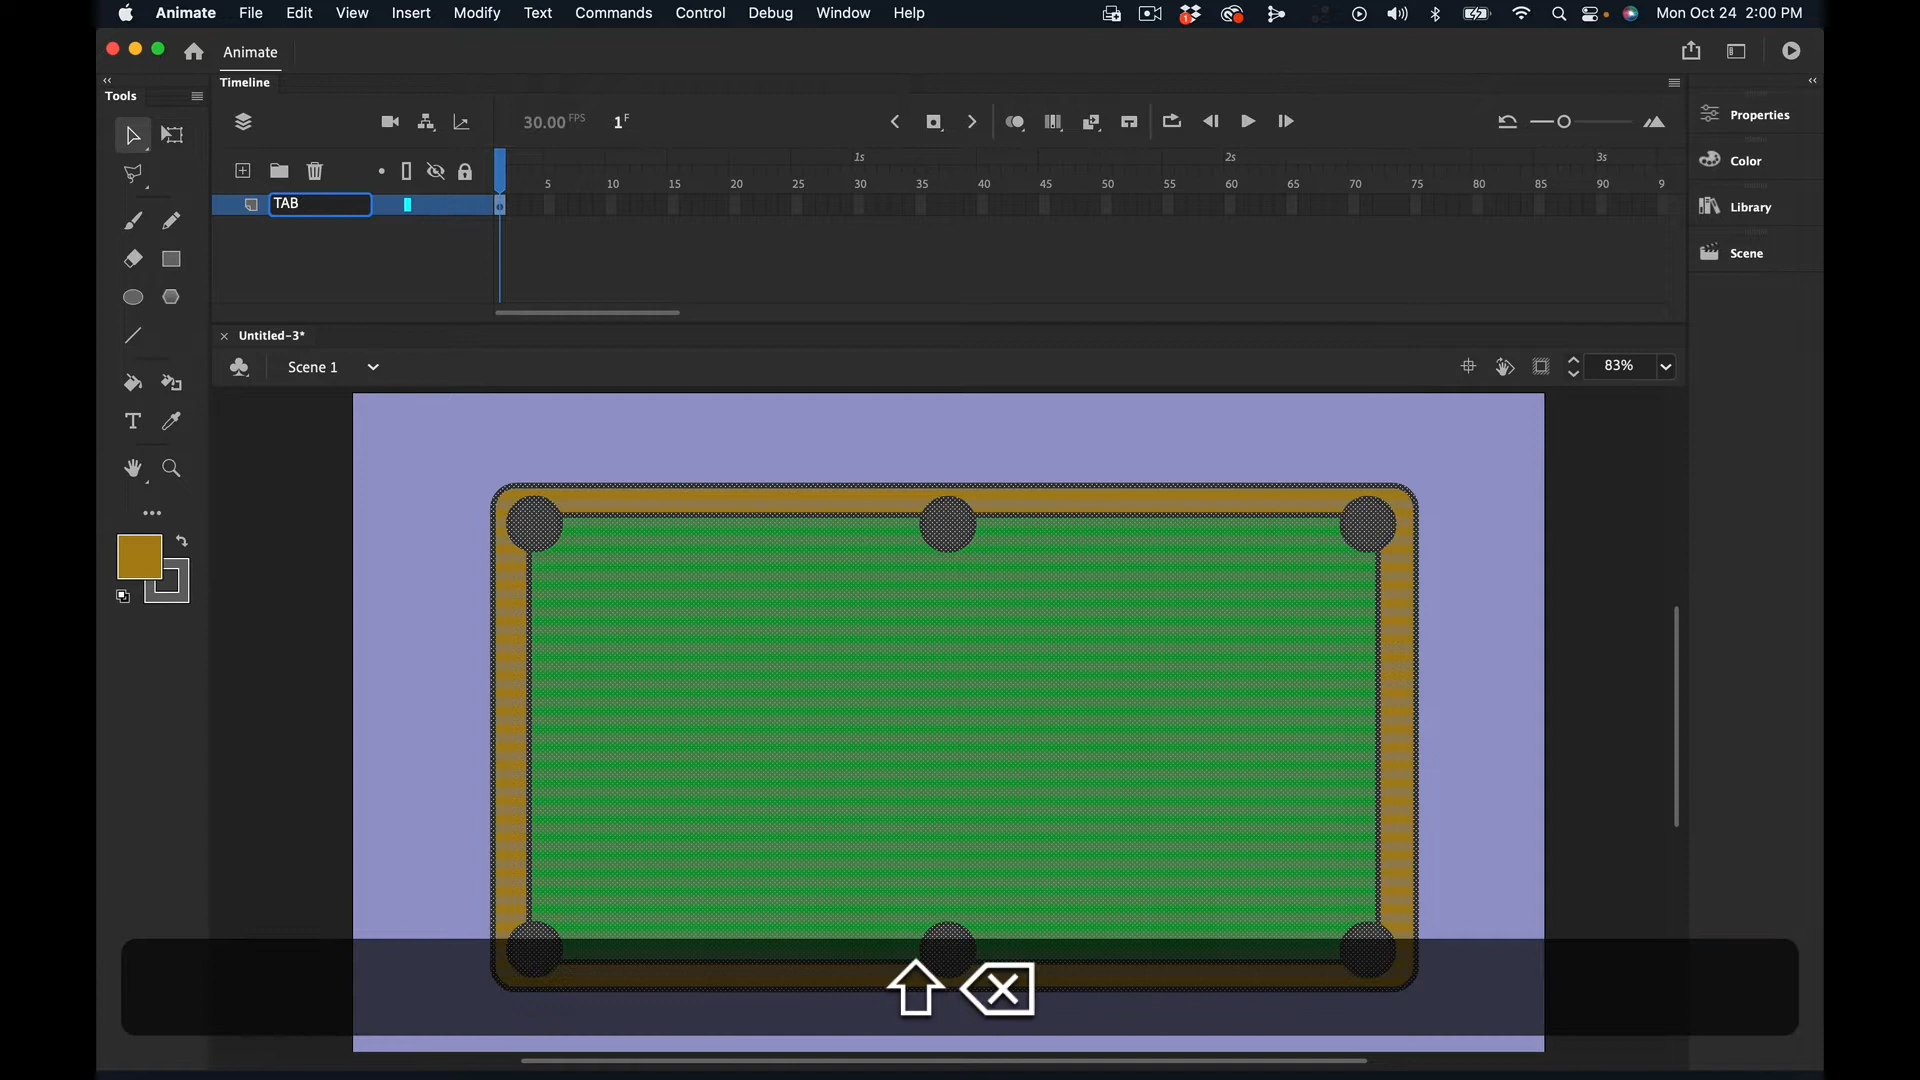 Animate File Edit View Insert Modify Text Commands Control Debug Window Help 1 Mon Oct 24 2:00 PM
Animate
Timeline
Tools
30.00 FPS 1F
Properties
1s 2s 3s
5 10 15 20 25 30 35 40 45 50 55 60 65 70 75 80 85 90 9
TAB
Color
Library
Scene
Untitled-3*
Scene 1 83%